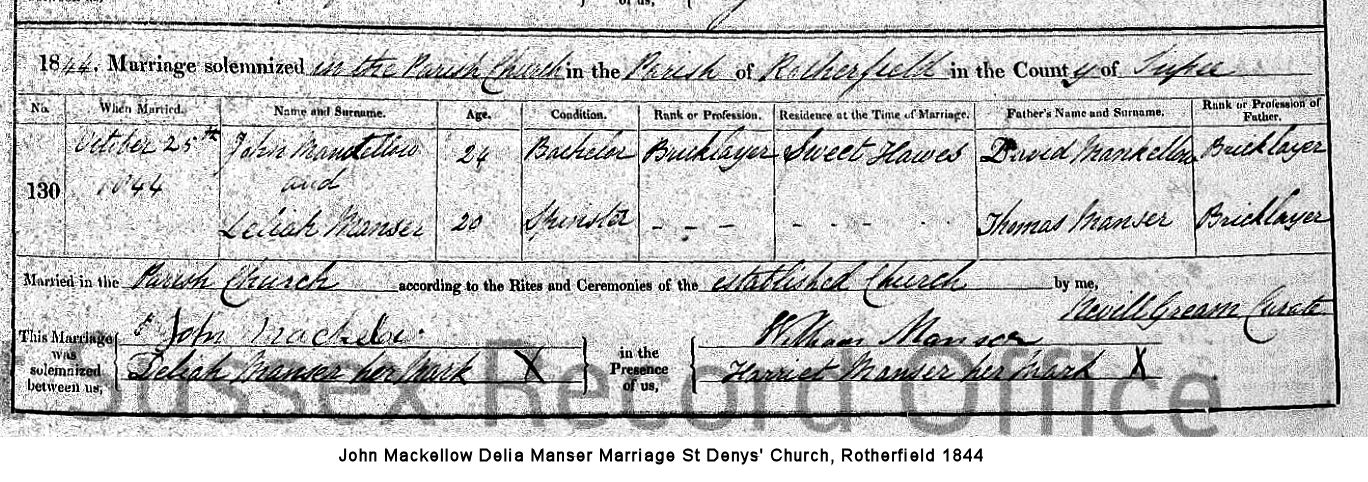 1844. Marriage solemnized in the Parish Church in the Parish of Rotherfield in the County of Sussex
No. When Married. Name and Surname. Age. Condition. Rank or Profession. Residence at the Time of Marriage. Father's Name and Surname. Rank or Profession of Father.
130 October 25th 1844 John Mankellow 24 Bachelor Bricklayer Sweet Hawes David Mankellow Bricklayer
and
Leliah Manser 20 Spinster - - - - - - Thomas Manser Bricklayer
Married in the Parish Church according to the Rites and Ceremonies of the established Church by me,
Nevill Cream Curate
This Marriage was solemnized between us, John in the Presence of us, William Manser
Deliah Manser her Mark X Harriet Manser her Mark X
Sussex Record Office
John Mackellow Delia Manser Marriage St Denys' Church, Rotherfield 1844